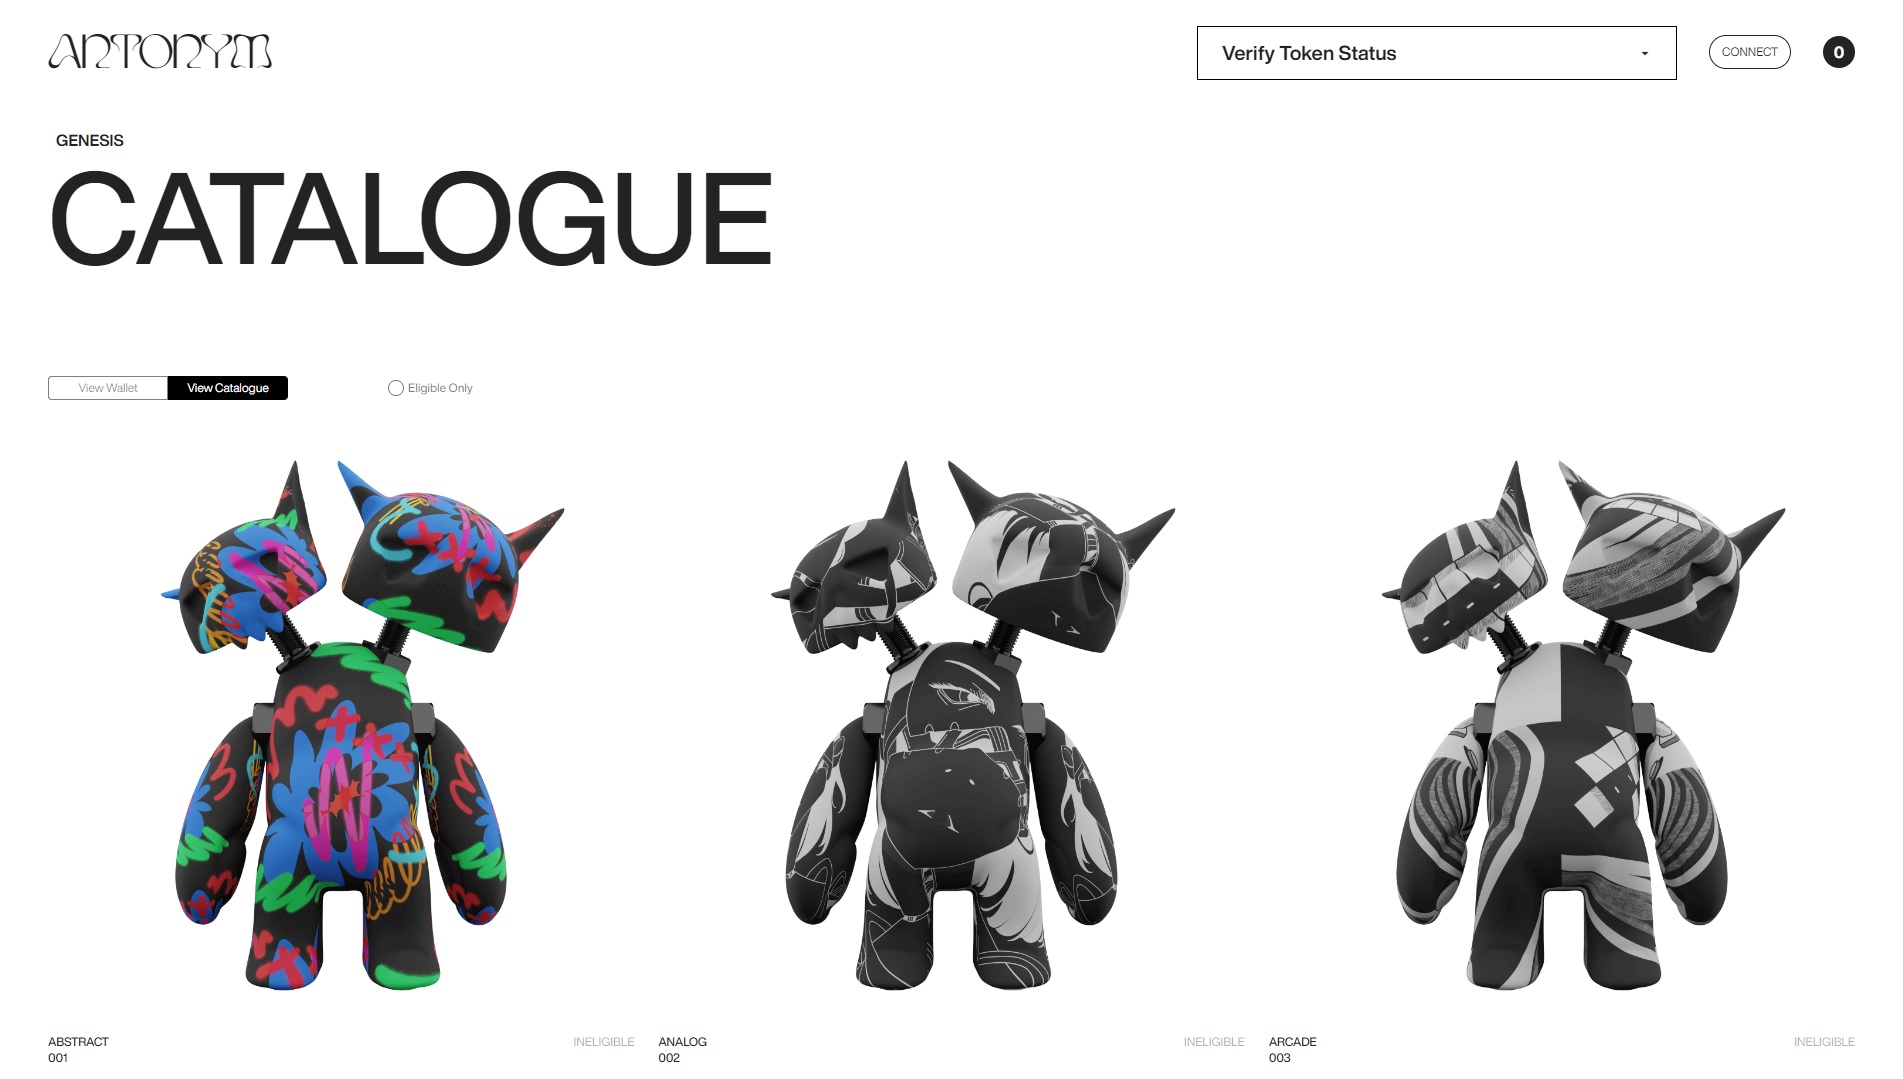 ANTONYM
Verify Token Status
CONNECT
0
GENESIS
CATALOGUE
View Wallet
View Catalogue
Eligible Only
ABSTRACT
001
INELIGIBLE
ANALOG
002
INELIGIBLE
ARCADE
003
INELIGIBLE